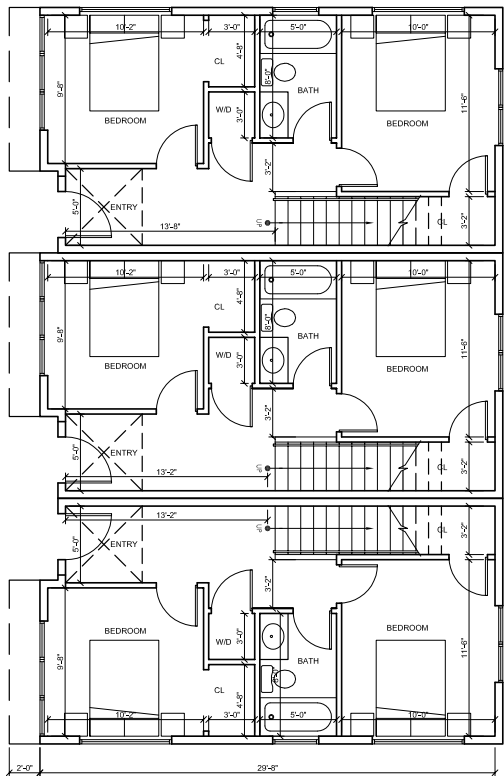 10'-2" 3'-0" 5'-0" 10'-0"
4'-8"
CL
8'-0"
BATH
9'-8"
W/D
3'-0"
11'-6"
BEDROOM
BEDROOM
3'-2"
5'-0"
ENTRY
13'-8"
UP
CL
3'-2"
10'-2" 3'-0" 5'-0" 10'-0"
4'-8"
CL
8'-0"
BATH
9'-8"
W/D
3'-0"
11'-6"
BEDROOM
BEDROOM
3'-2"
5'-0"
ENTRY
13'-2"
UP
CL
3'-2"
13'-2"
5'-0"
ENTRY
UP
CL
3'-2"
3'-2"
BEDROOM
BEDROOM
W/D
3'-0"
9'-8"
11'-6"
BATH
8'-0"
CL
4'-8"
10'-2" 3'-0" 5'-0" 10'-0"
2'-0" 29'-8"